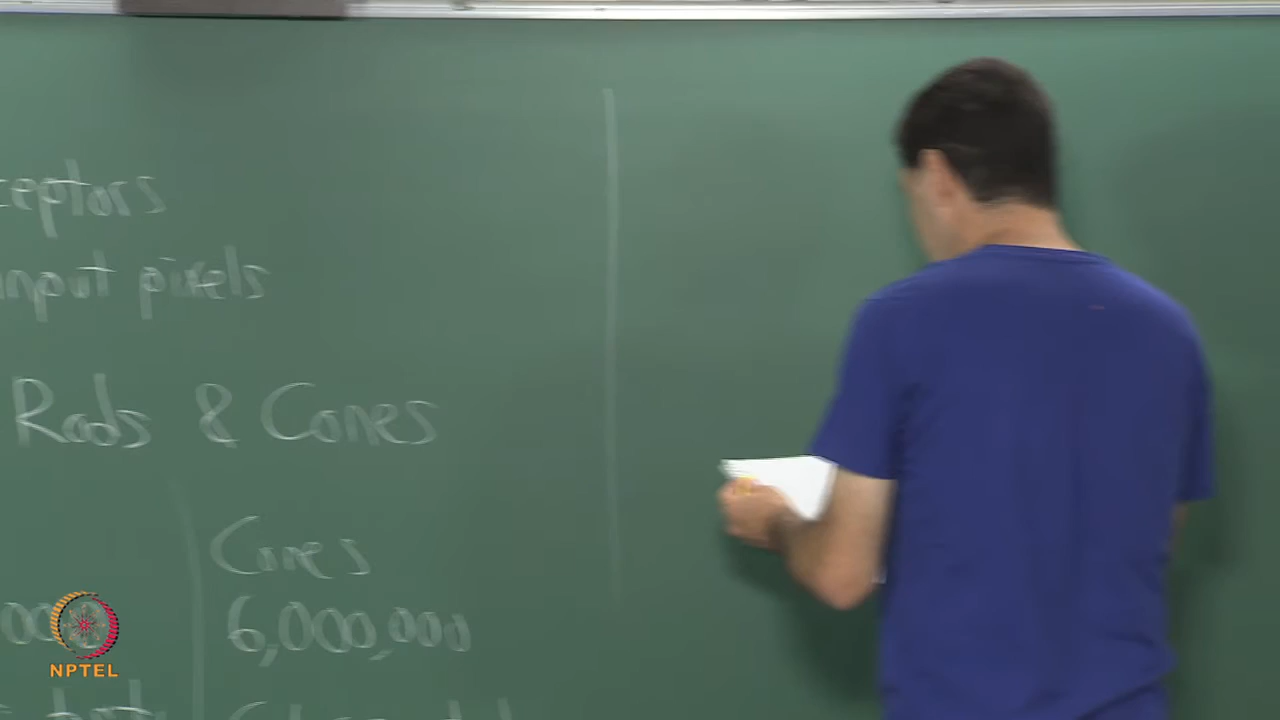 ceptors
input pixels
Rods & Cones
Cones
6,000,000
NPTEL